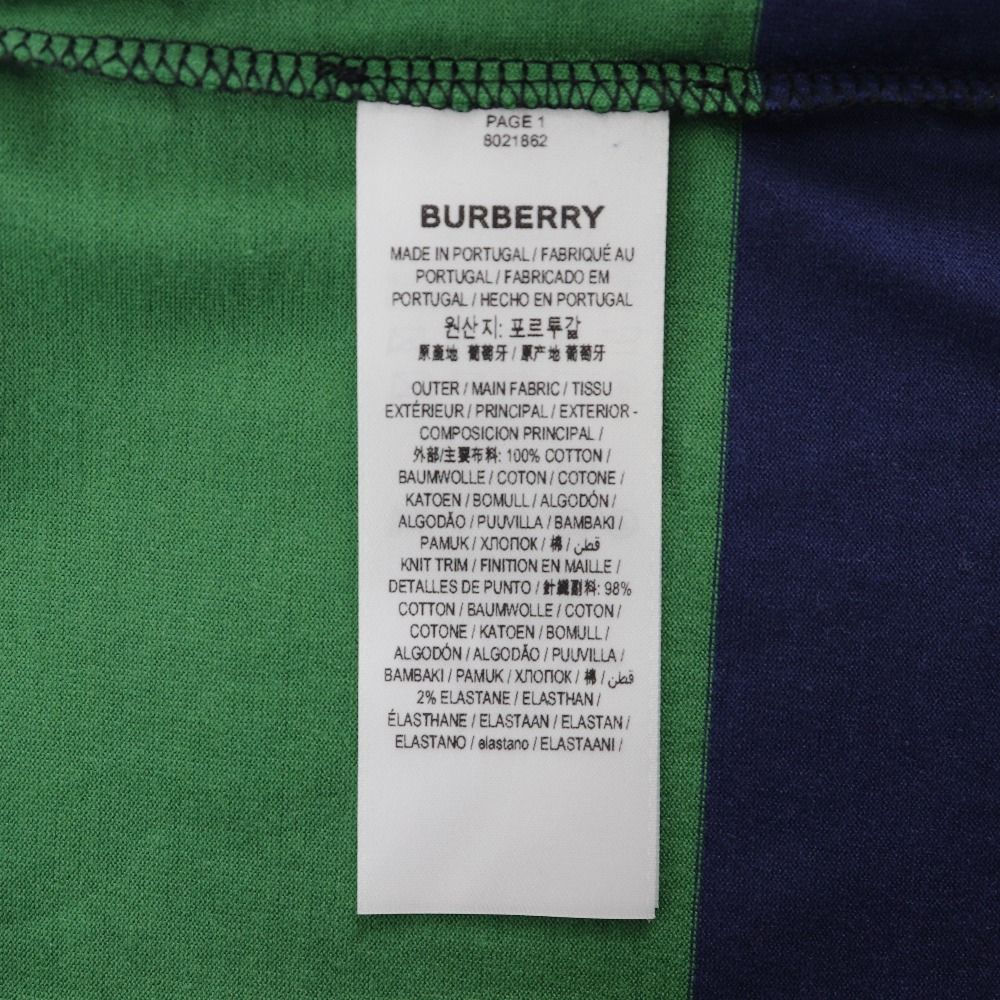 PAGE 1
8021862
BURBERRY
MADE IN PORTUGAL / FABRIQUÉ AU
PORTUGAL / FABRICADO EM
PORTUGAL / HECHO EN PORTUGAL
원산지: 포르투갈
原產地 葡萄牙 / 原产地 葡萄牙
OUTER / MAIN FABRIC / TISSU
EXTÉRIEUR / PRINCIPAL / EXTERIOR -
COMPOSICION PRINCIPAL /
外部/主要布料: 100% COTTON /
BAUMWOLLE / COTON / COTONE /
KATOEN / BOMULL / ALGODÓN /
ALGODÃO / PUUVILLA / BAMBAKI /
PAMUK / ХЛОПОК / 棉 / قطن
KNIT TRIM / FINITION EN MAILLE /
DETALLES DE PUNTO / 針織副料: 98%
COTTON / BAUMWOLLE / COTON /
COTONE / KATOEN / BOMULL /
ALGODÓN / ALGODÃO / PUUVILLA /
BAMBAKI / PAMUK / ХЛОПОК / 棉 / قطن
2% ELASTANE / ELASTHAN /
ÉLASTHANE / ELASTAAN / ELASTAN /
ELASTANO / elastano / ELASTAANI /